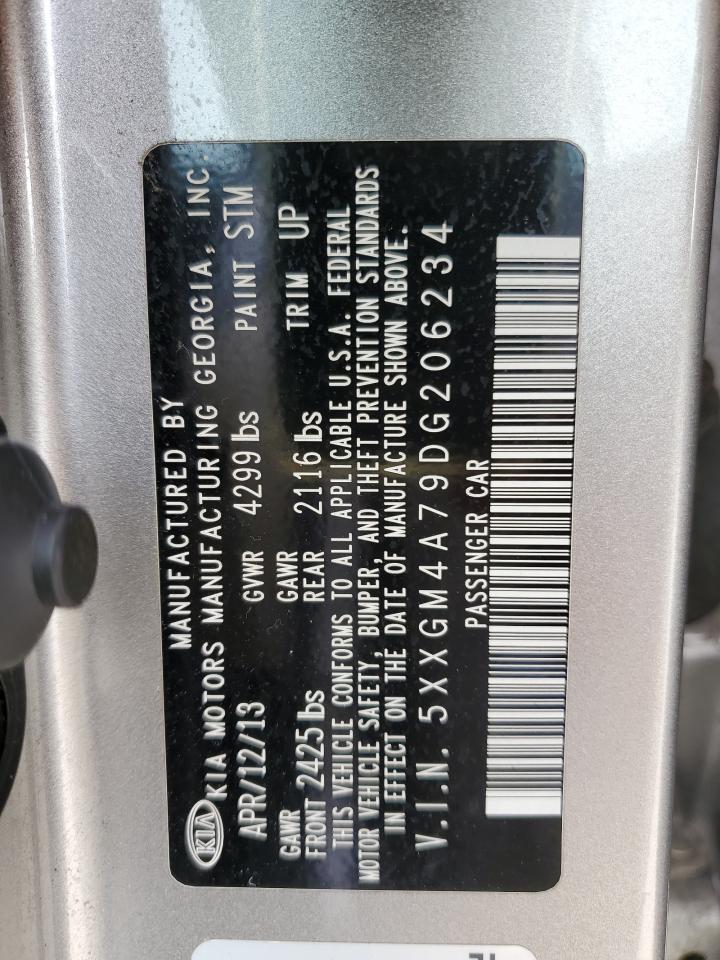 MANUFACTURED BY
KIA KIA MOTORS MANUFACTURING GEORGIA, INC.
APR/12/13 GVWR 4299 lbs PAINT STM
GAWR FRONT 2425 lbs GAWR REAR 2116 lbs TRIM UP
THIS VEHICLE CONFORMS TO ALL APPLICABLE U.S.A. FEDERAL
MOTOR VEHICLE SAFETY, BUMPER, AND THEFT PREVENTION STANDARDS
IN EFFECT ON THE DATE OF MANUFACTURE SHOWN ABOVE.
V.I.N. 5XXGM4A79DG206234
PASSENGER CAR